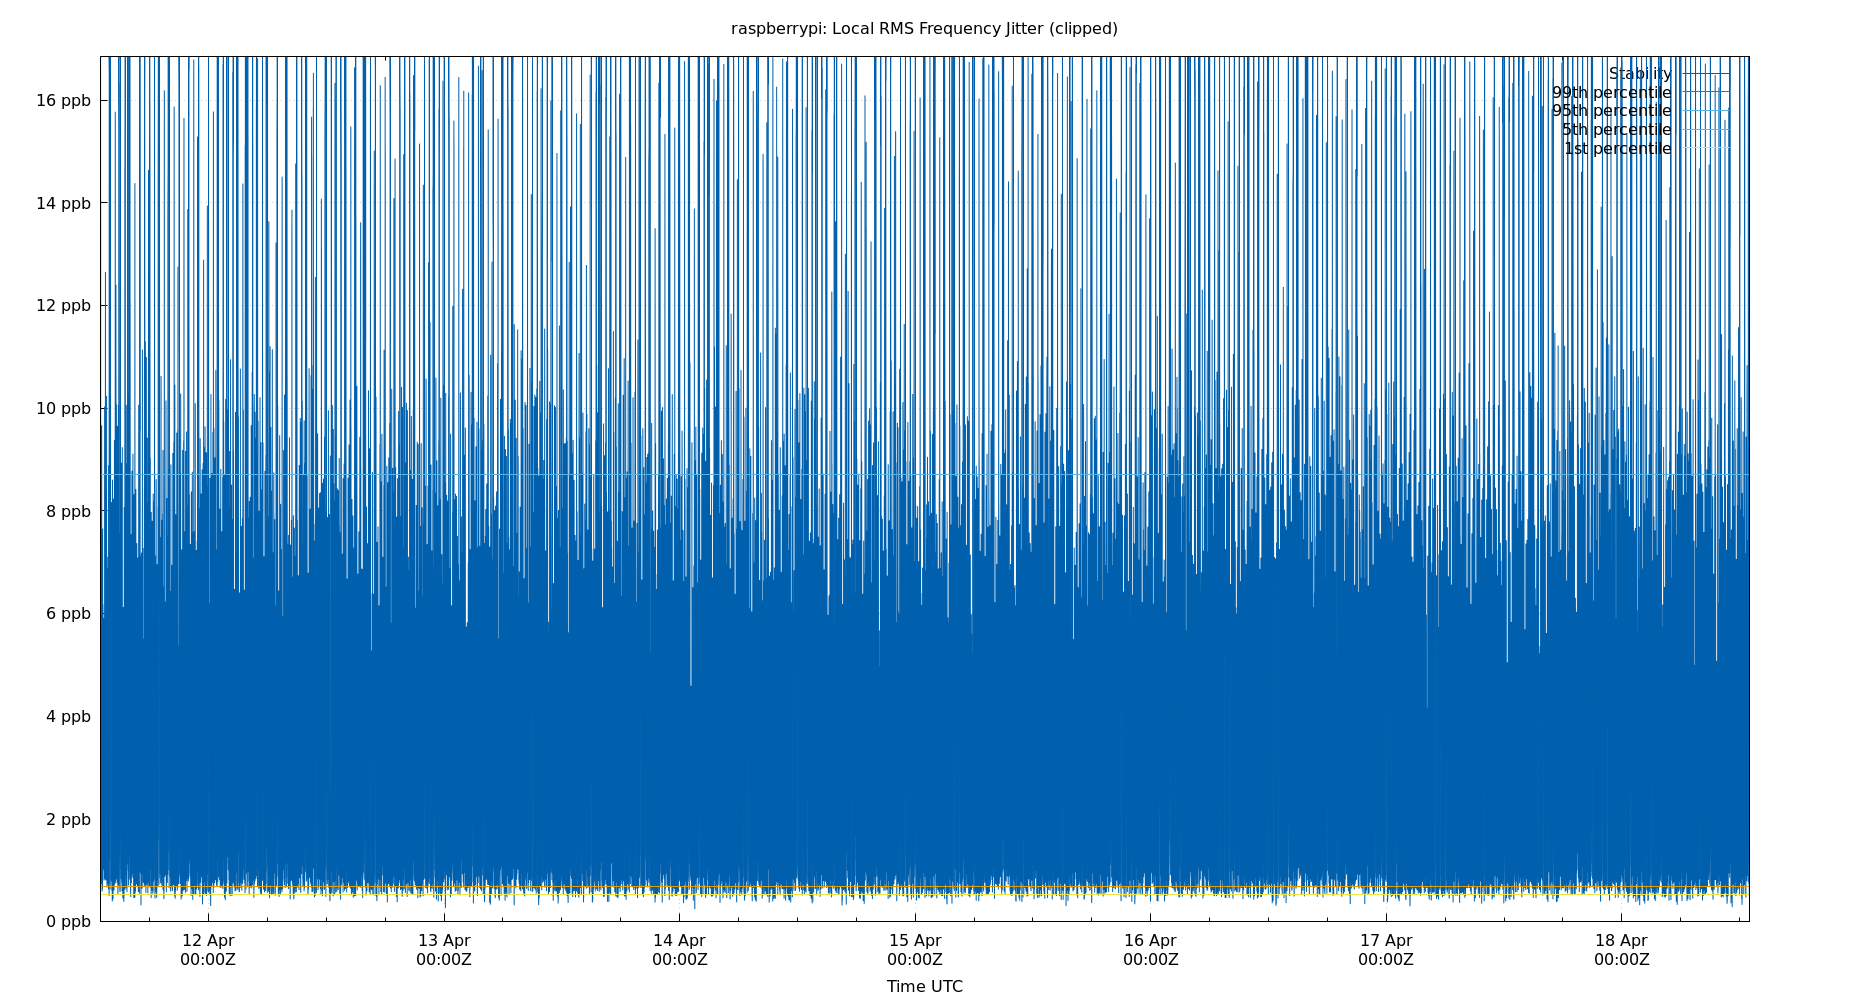 raspberrypi: Local RMS Frequency Jitter (clipped)
Stability
99th percentile
95th percentile
5th percentile
1st percentile
16 ppb
14 ppb
12 ppb
10 ppb
8 ppb
6 ppb
4 ppb
2 ppb
0 ppb
12 Apr 13 Apr 14 Apr 15 Apr 16 Apr 17 Apr 18 Apr
00:00Z 00:00Z 00:00Z 00:00Z 00:00Z 00:00Z 00:00Z
Time UTC